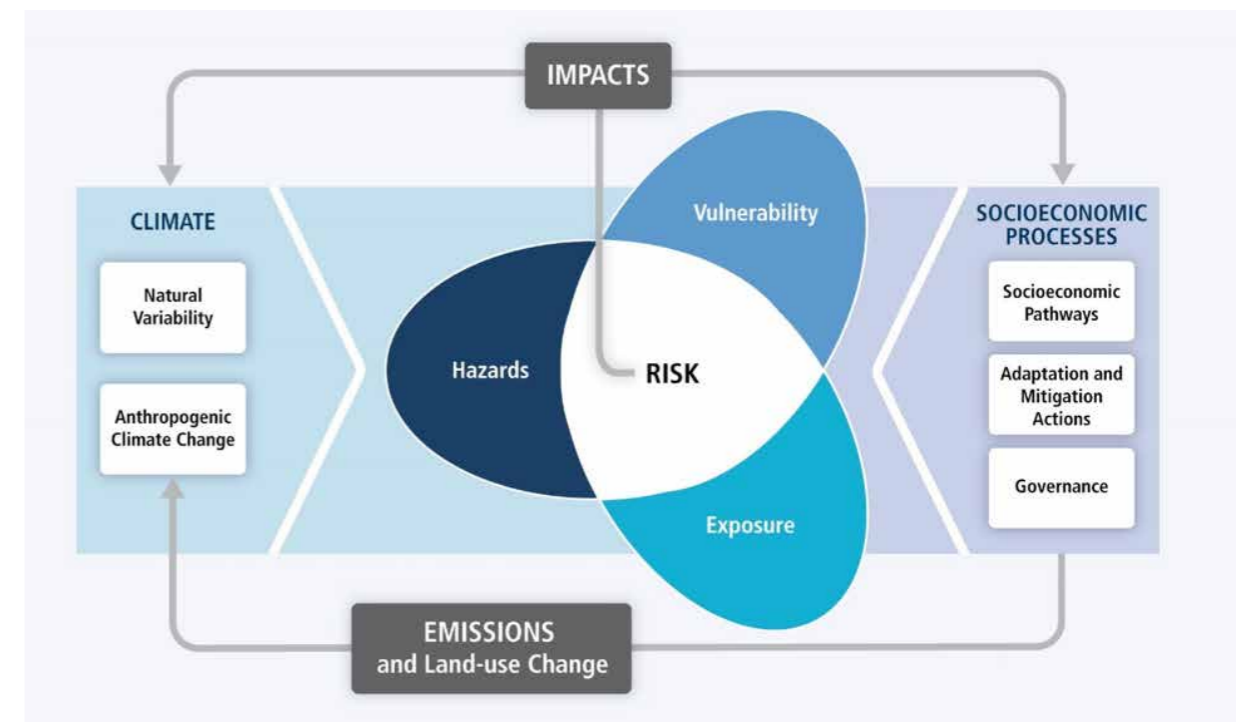 IMPACTS
CLIMATE
Natural
Variability
Anthropogenic
Climate Change
Vulnerability
Hazards
RISK
Exposure
SOCIOECONOMIC
PROCESSES
Socioeconomic
Pathways
Adaptation and
Mitigation
Actions
Governance
EMISSIONS
and Land-use Change